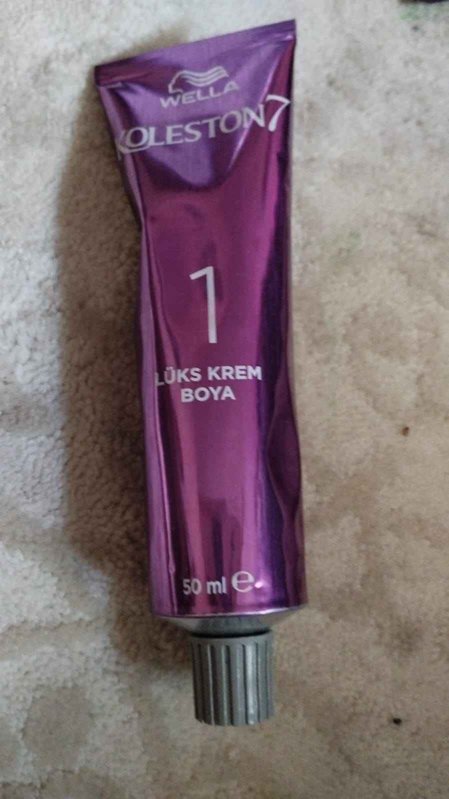 WELLA
KOLESTON7
1
LÜKS KREM
BOYA
50 ml ℮